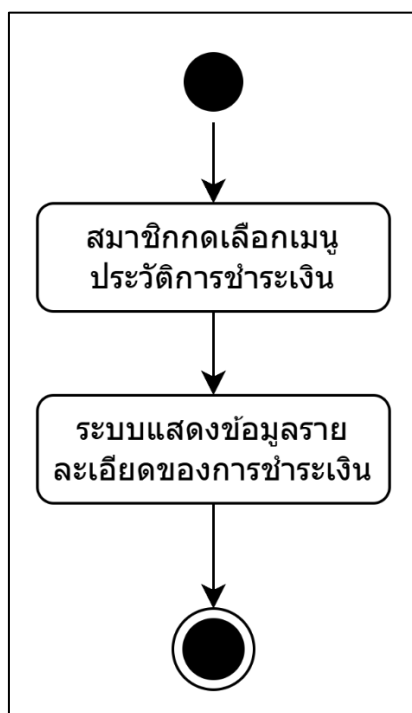 สมาชิกกดเลือกเมนู
ประวัติการชำระเงิน
ระบบแสดงข้อมูลราย
ละเอียดของการชำระเงิน